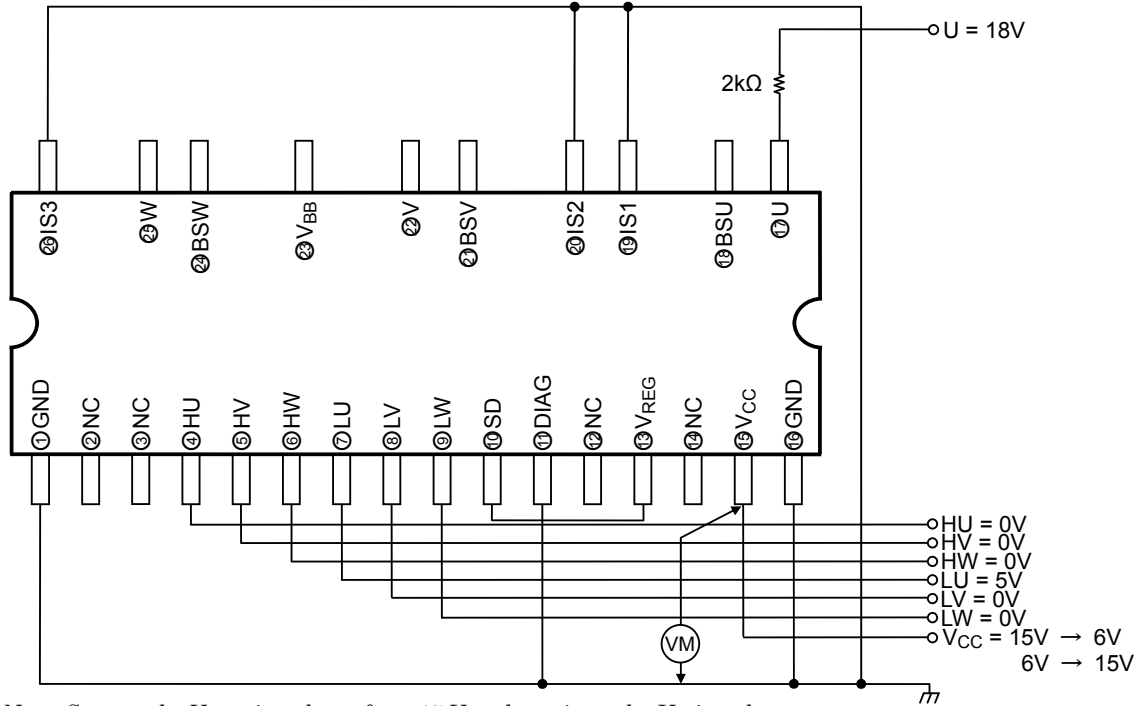 U = 18V
2kΩ
㉖IS3
㉕W
㉔BSW
㉓VBB
㉒V
㉑BSV
⑳IS2
⑲IS1
⑱BSU
⑰U
①GND
②NC
③NC
④HU
⑤HV
⑥HW
⑦LU
⑧LV
⑨LW
⑩SD
⑪DIAG
⑫NC
⑬VREG
⑭NC
⑮VCC
⑯GND
HU = 0V
HV = 0V
HW = 0V
LU = 5V
LV = 0V
LW = 0V
VM
VCC = 15V → 6V
6V → 15V